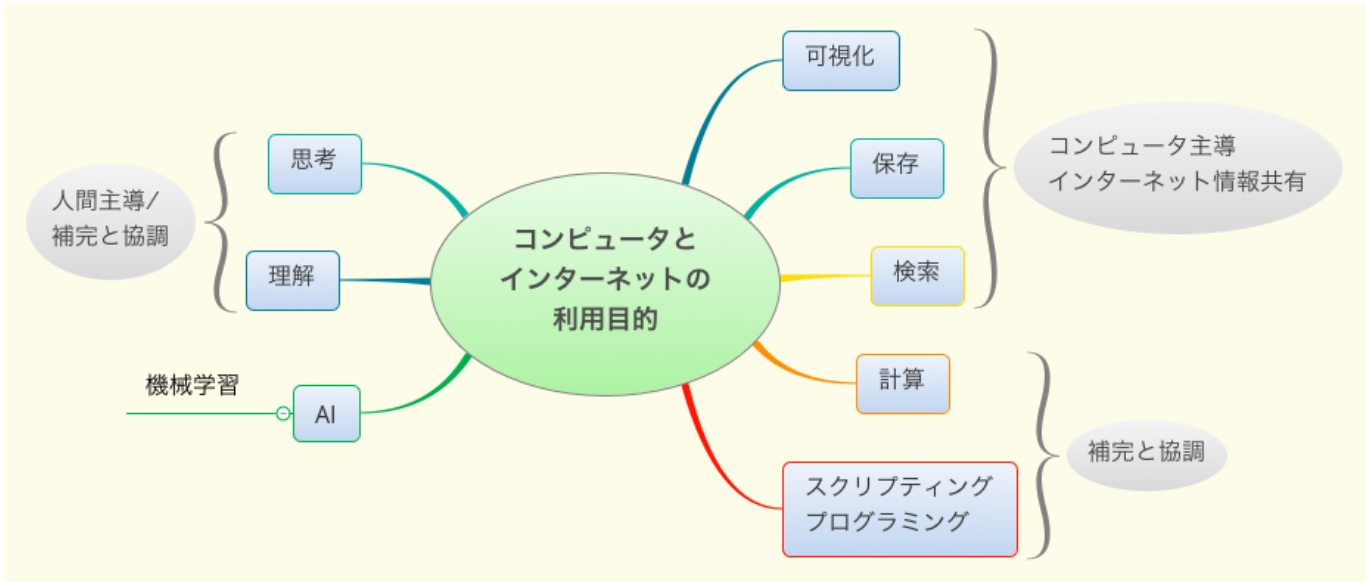 コンピュータと
インターネットの
利用目的
可視化
保存
検索
コンピュータ主導
インターネット情報共有
計算
スクリプティング
プログラミング
補完と協調
思考
理解
人間主導/
補完と協調
AI
機械学習